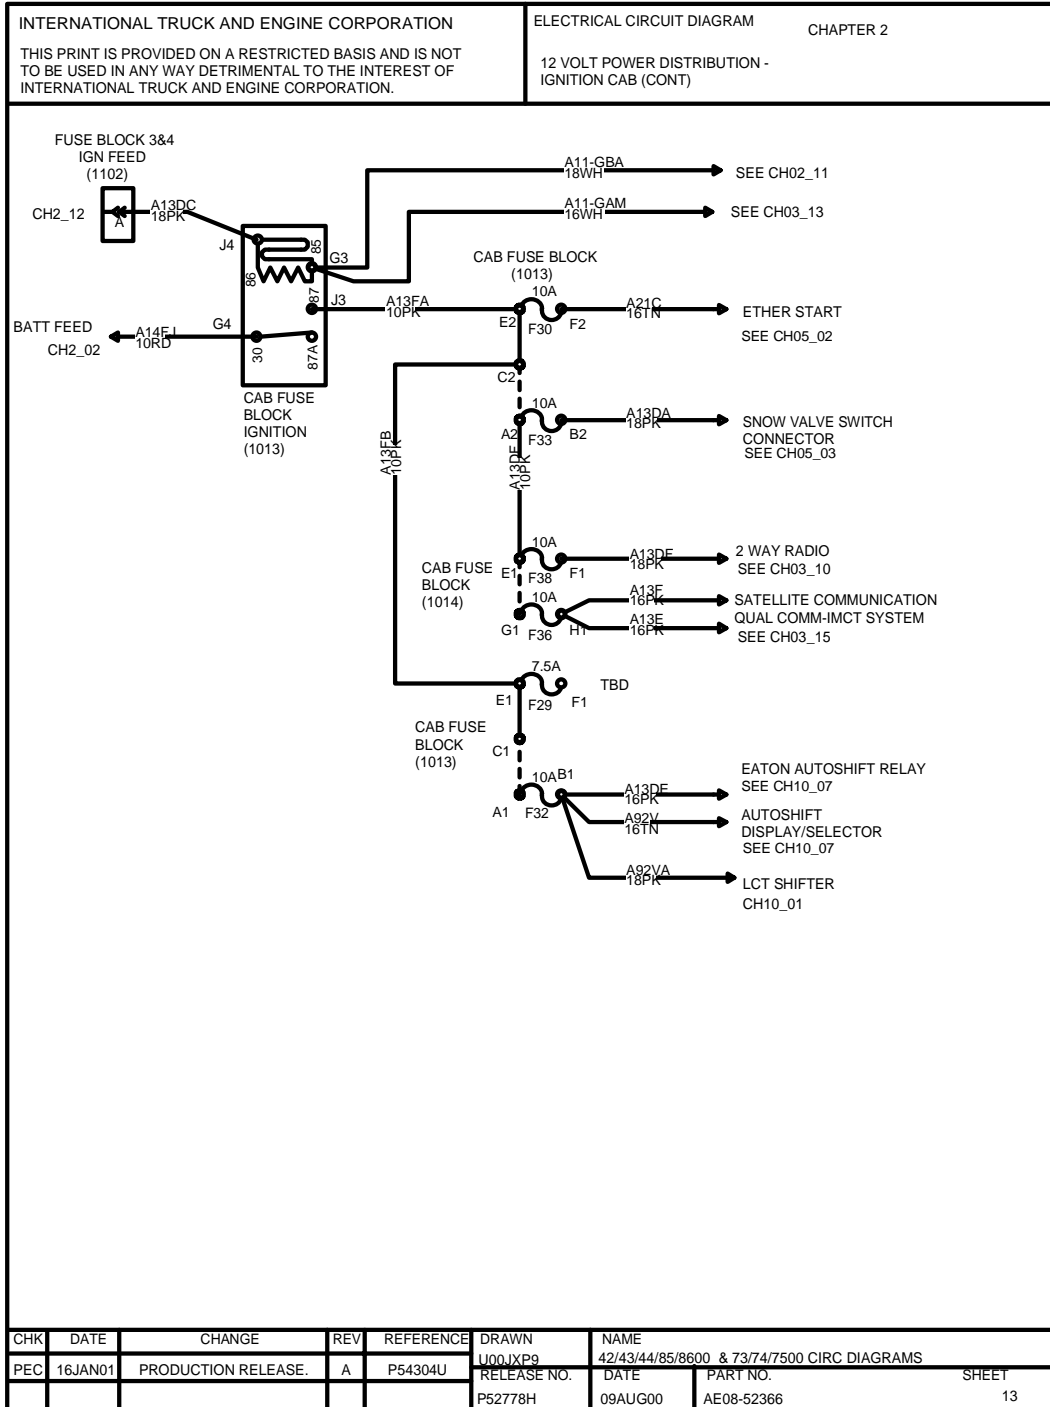 INTERNATIONAL TRUCK AND ENGINE CORPORATION
THIS PRINT IS PROVIDED ON A RESTRICTED BASIS AND IS NOT
TO BE USED IN ANY WAY DETRIMENTAL TO THE INTEREST OF
INTERNATIONAL TRUCK AND ENGINE CORPORATION.
ELECTRICAL CIRCUIT DIAGRAM
CHAPTER 2
12 VOLT POWER DISTRIBUTION -
IGNITION CAB (CONT)
FUSE BLOCK 3&4
IGN FEED
(1102)
CH2_12
A
A13DC
18PK
J4
85
86
G3
87
J3
G4
30
87A
BATT FEED
CH2_02
A14FJ
10RD
CAB FUSE
BLOCK
IGNITION
(1013)
A11-GBA
18WH
SEE CH02_11
A11-GAM
16WH
SEE CH03_13
CAB FUSE BLOCK
(1013)
A13FA
10PK
10A
E2
F30
F2
A21C
16TN
ETHER START
SEE CH05_02
C2
10A
A2
F33
B2
A13DA
18PK
SNOW VALVE SWITCH
CONNECTOR
SEE CH05_03
A13FB
10PK
A13DE
10PK
CAB FUSE
BLOCK
(1014)
10A
E1
F38
F1
A13DF
18PK
2 WAY RADIO
SEE CH03_10
10A
G1
F36
H1
A13F
16PK
SATELLITE COMMUNICATION
A13E
16PK
QUAL COMM-IMCT SYSTEM
SEE CH03_15
7.5A
E1
F29
F1
TBD
CAB FUSE
BLOCK
(1013)
C1
10A
B1
A1
F32
A13DE
16PK
EATON AUTOSHIFT RELAY
SEE CH10_07
A92V
16TN
AUTOSHIFT
DISPLAY/SELECTOR
SEE CH10_07
A92VA
18PK
LCT SHIFTER
CH10_01
CHK DATE CHANGE REV REFERENCE
PEC 16JAN01 PRODUCTION RELEASE. A P54304U
DRAWN
U00JXP9
NAME
42/43/44/85/8600 & 73/74/7500 CIRC DIAGRAMS
RELEASE NO. DATE PART NO. SHEET
P52778H 09AUG00 AE08-52366 13